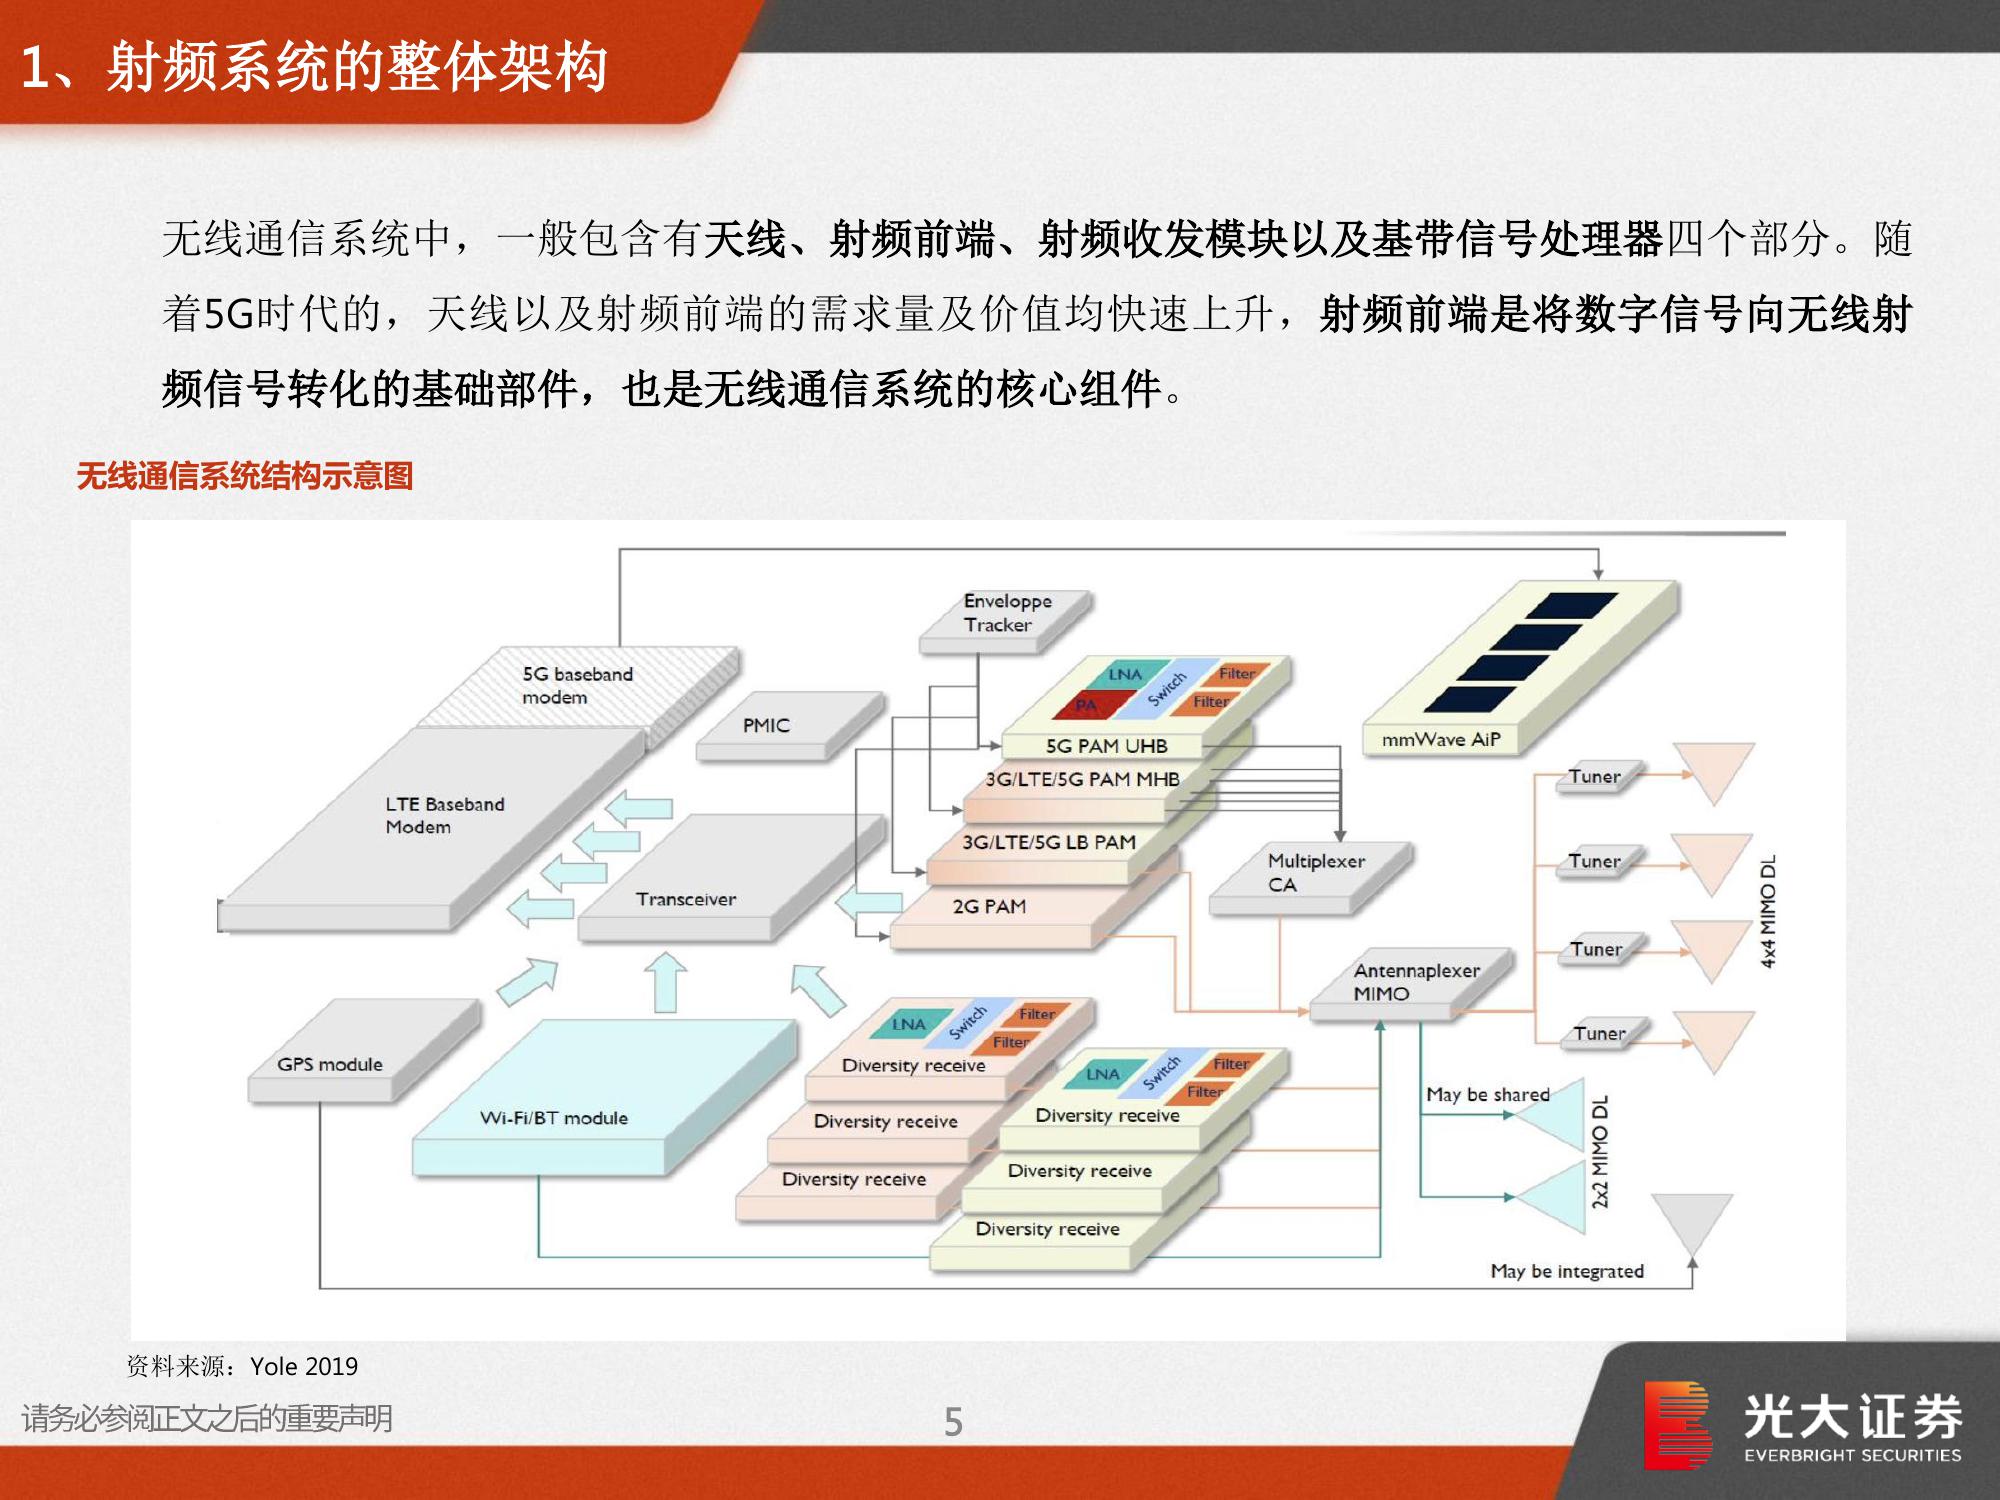 1、射频系统的整体架构
无线通信系统中，一般包含有天线、射频前端、射频收发模块以及基带信号处理器四个部分。随
着5G时代的，天线以及射频前端的需求量及价值均快速上升，射频前端是将数字信号向无线射
频信号转化的基础部件，也是无线通信系统的核心组件。
无线通信系统结构示意图
Enveloppe
Tracker
5G baseband
modem
PMIC
LNA
Switch
Filter
PA
Filter
5G PAM UHB
mmWave AiP
3G/LTE/5G PAM MHB
Tuner
LTE Baseband
Modem
3G/LTE/5G LB PAM
Multiplexer
CA
Tuner
Transceiver
2G PAM
Tuner
4x4 MIMO DL
Antennaplexer
MIMO
Tuner
LNA
Switch
Filter
Filter
GPS module
Diversity receive
LNA
Switch
Filter
Filter
May be shared
Wi-Fi/BT module
Diversity receive
Diversity receive
2x2 MIMO DL
Diversity receive
Diversity receive
Diversity receive
May be integrated
资料来源：Yole 2019
请务必参阅正文之后的重要声明
5
光大证券
EVERBRIGHT SECURITIES